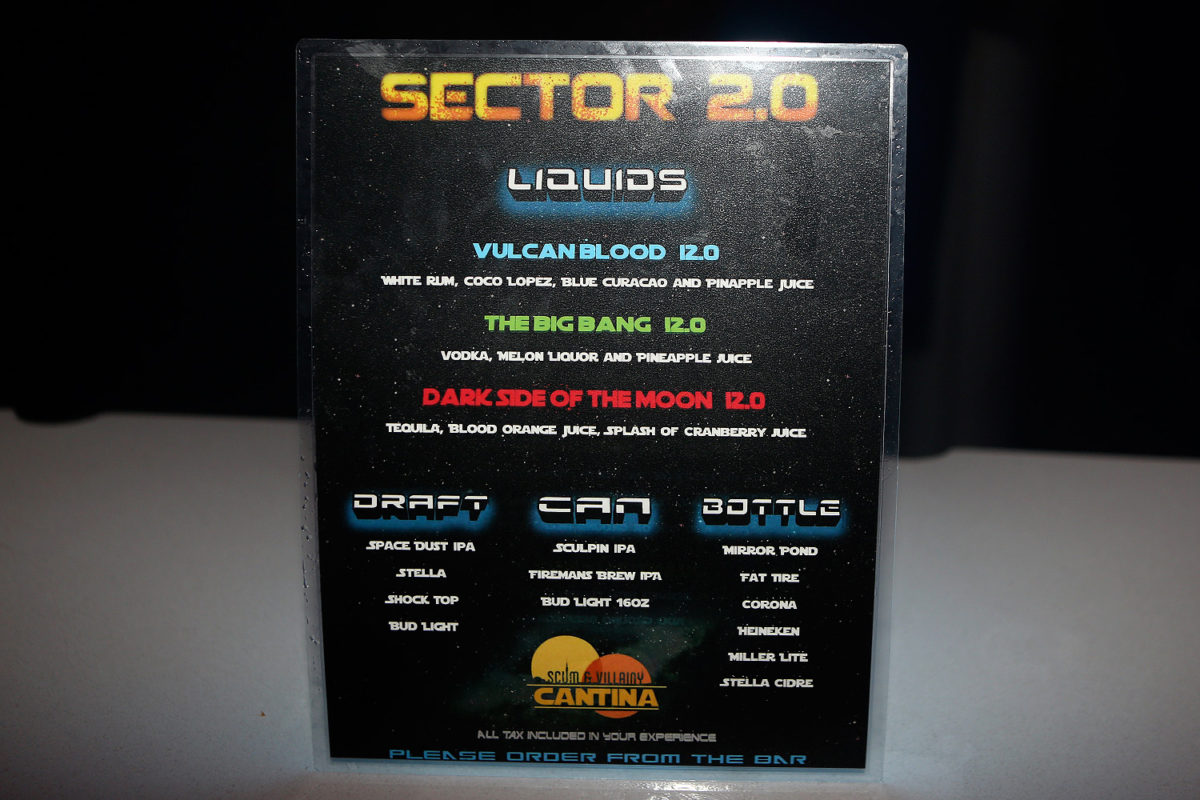 SECTOR 2.0
LIQUIDS
VULCAN BLOOD 12.0
WHITE RUM, COCO LOPEZ, BLUE CURACAO AND PINAPPLE JUICE
THE BIG BANG 12.0
VODKA, MELON LIQUOR AND PINEAPPLE JUICE
DARK SIDE OF THE MOON 12.0
TEQUILA, BLOOD ORANGE JUICE, SPLASH OF CRANBERRY JUICE
DRAFT
SPACE DUST IPA
STELLA
SHOCK TOP
BUD LIGHT
CAN
SCULPIN IPA
FIREMANS BREW IPA
BUD LIGHT 16OZ
BOTTLE
MIRROR POND
FAT TIRE
CORONA
HEINEKEN
MILLER LITE
STELLA CIDRE
SCUM & VILLAINY
CANTINA
ALL TAX INCLUDED IN YOUR EXPERIENCE
PLEASE ORDER FROM THE BAR